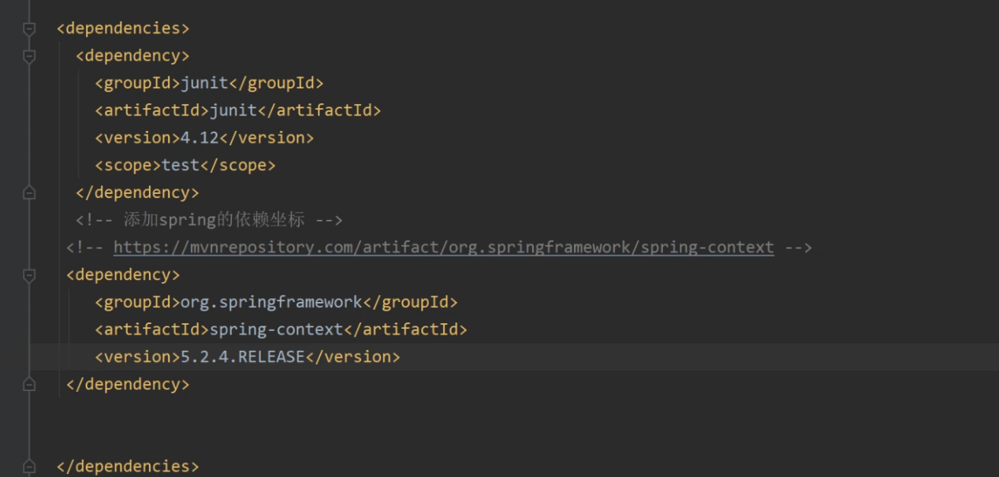 <dependencies>
<dependency>
<groupId>junit</groupId>
<artifactId>junit</artifactId>
<version>4.12</version>
<scope>test</scope>
</dependency>
<!-- 添加spring的依赖坐标 -->
<!-- https://mvnrepository.com/artifact/org.springframework/spring-context -->
<dependency>
<groupId>org.springframework</groupId>
<artifactId>spring-context</artifactId>
<version>5.2.4.RELEASE</version>
</dependency>
</dependencies>